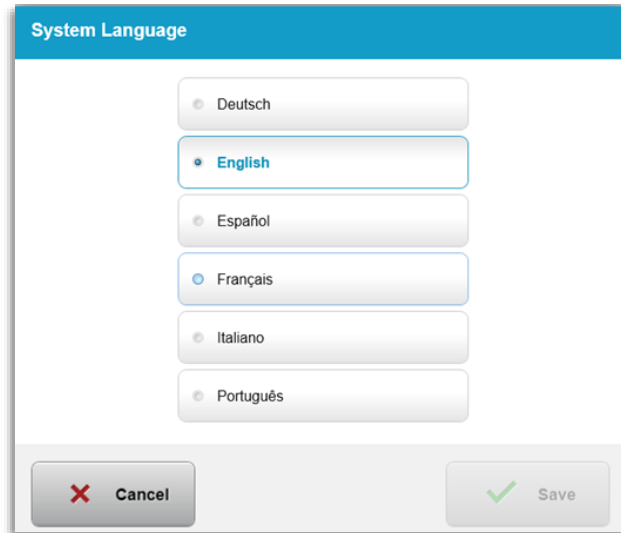 System Language
Deutsch
English
Español
Français
Italiano
Português
Cancel
Save